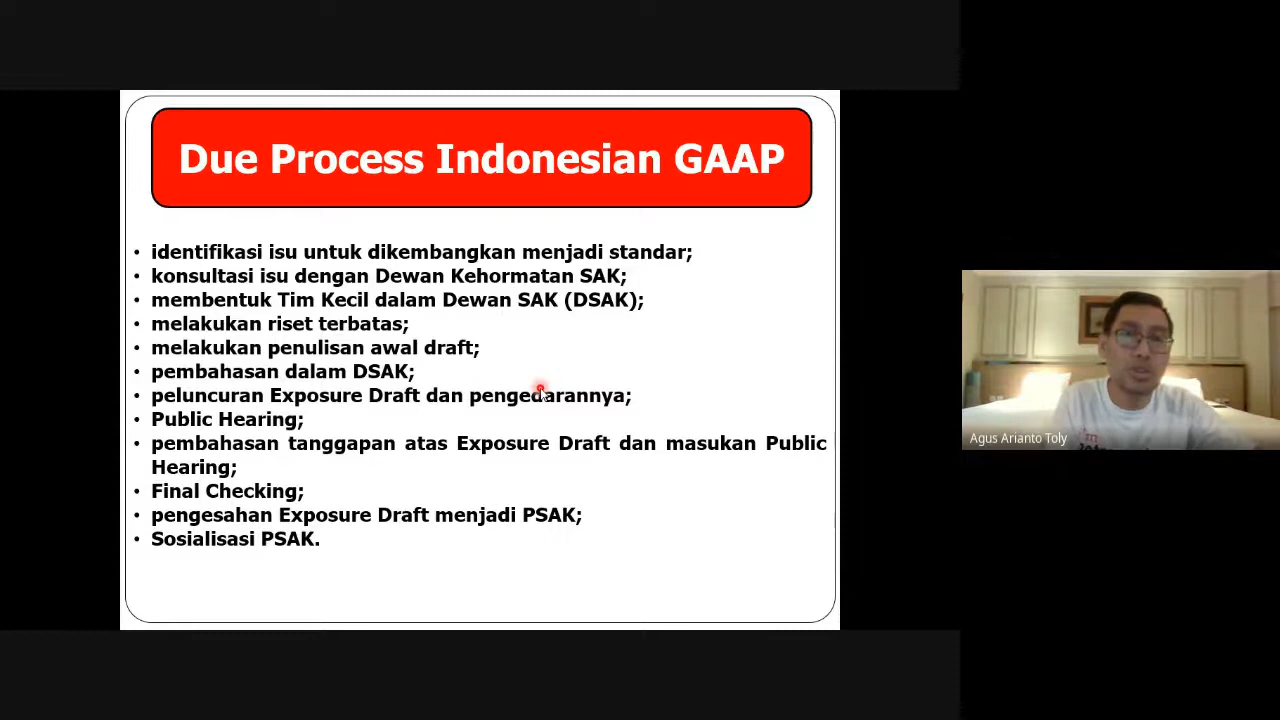 Due Process Indonesian GAAP
identifikasi isu untuk dikembangkan menjadi standar;
konsultasi isu dengan Dewan Kehormatan SAK;
membentuk Tim Kecil dalam Dewan SAK (DSAK);
melakukan riset terbatas;
melakukan penulisan awal draft;
pembahasan dalam DSAK;
peluncuran Exposure Draft dan pengedarannya;
Public Hearing;
pembahasan tanggapan atas Exposure Draft dan masukan Public
Hearing;
Final Checking;
pengesahan Exposure Draft menjadi PSAK;
Sosialisasi PSAK.
Agus Arianto Toly